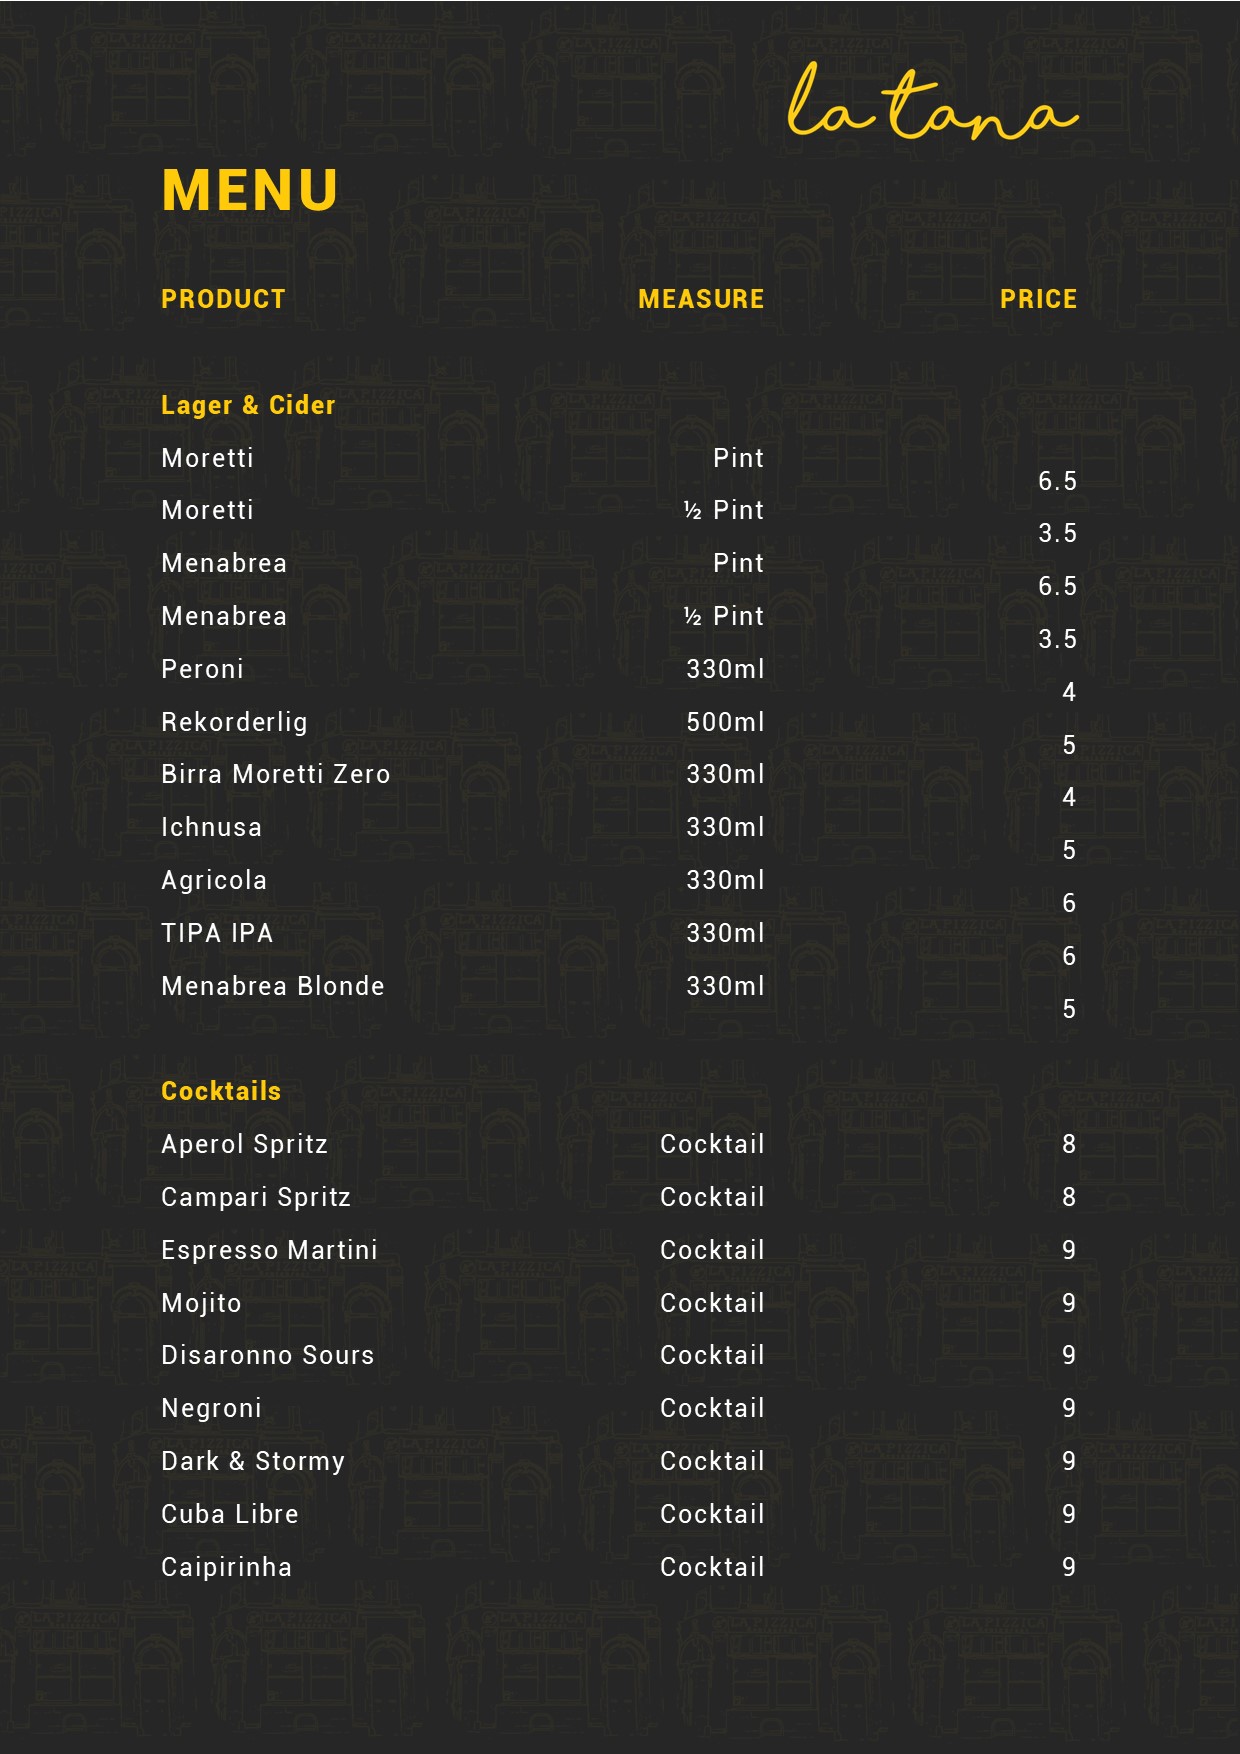 la tana
MENU
PRODUCT MEASURE PRICE
Lager & Cider
Moretti Pint 6.5
Moretti ½ Pint 3.5
Menabrea Pint 6.5
Menabrea ½ Pint 3.5
Peroni 330ml 4
Rekorderlig 500ml 5
Birra Moretti Zero 330ml 4
Ichnusa 330ml 5
Agricola 330ml 6
TIPA IPA 330ml 6
Menabrea Blonde 330ml 5
Cocktails
Aperol Spritz Cocktail 8
Campari Spritz Cocktail 8
Espresso Martini Cocktail 9
Mojito Cocktail 9
Disaronno Sours Cocktail 9
Negroni Cocktail 9
Dark & Stormy Cocktail 9
Cuba Libre Cocktail 9
Caipirinha Cocktail 9